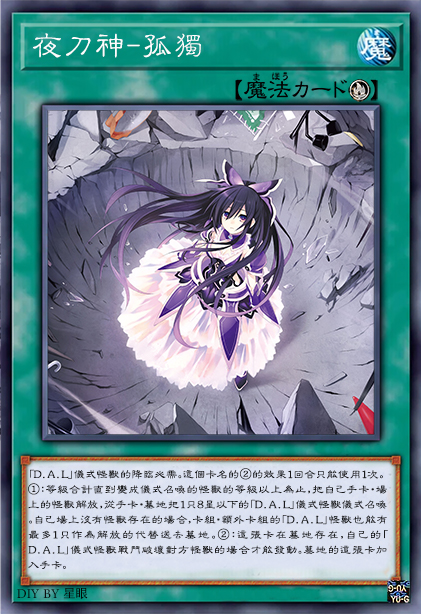 夜刀神-孤獨
魔
まほう
【魔法カード】
「D.A.L」儀式怪獸的降臨必需。這個卡名的②的效果1回合只能使用1次。
①:等級合計直到變成儀式召喚的怪獸的等級以上為止,把自己手卡·場
上的怪獸解放,從手卡·墓地把1只8星以下的「D.A.L」儀式怪獸儀式召喚
。自己場上沒有怪獸存在的場合,卡組·額外卡組的「D.A.L」怪獸也能有
最多1只作為解放的代替送去墓地。②:這張卡在墓地存在,自己的「
D.A.L」儀式怪獸戰鬥破壞對方怪獸的場合才能發動。墓地的這張卡加
入手卡。
DIY BY 星眼
YU-G